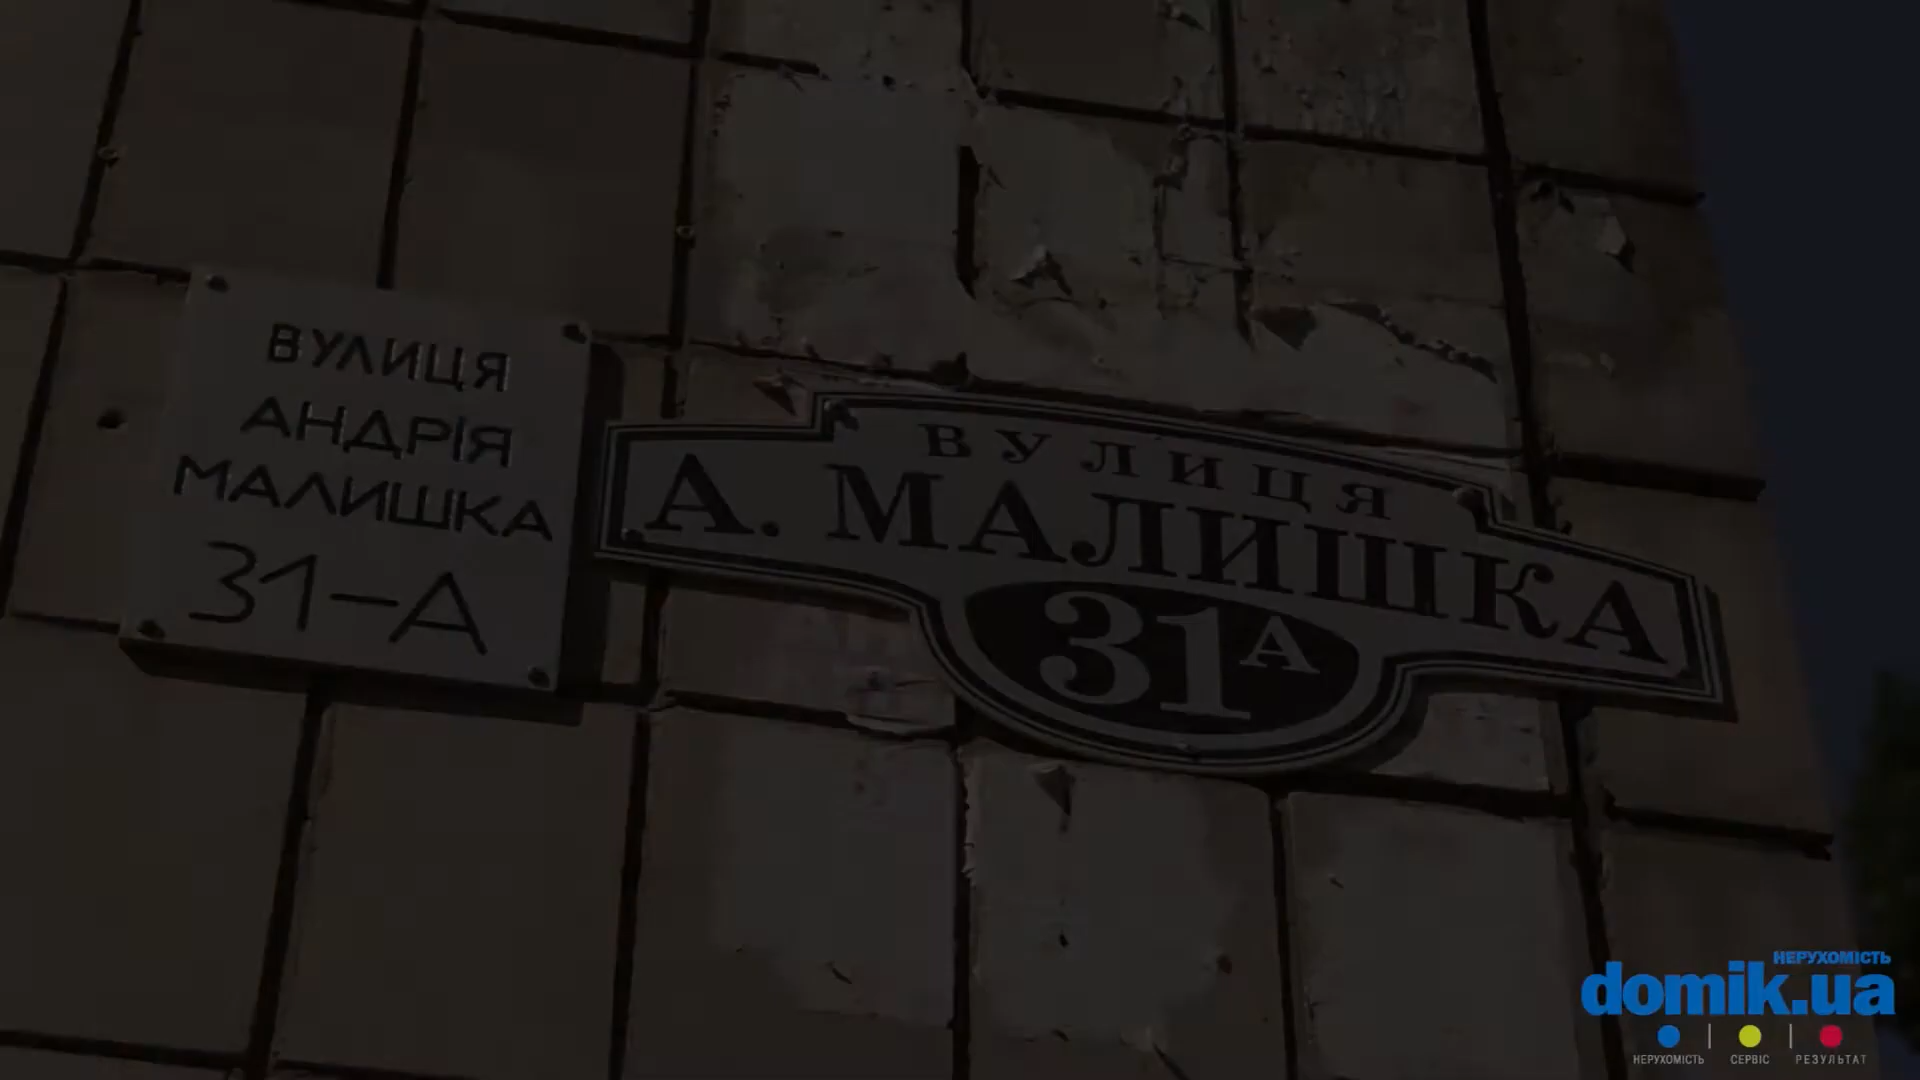 ВУЛИЦЯ
АНДРІЯ
МАЛИШКА
31-А
ВУЛИЦЯ
А. МАЛИШКА
31А
НЕРУХОМІСТЬ
domik.ua
НЕРУХОМІСТЬ | СЕРВІС | РЕЗУЛЬТАТ